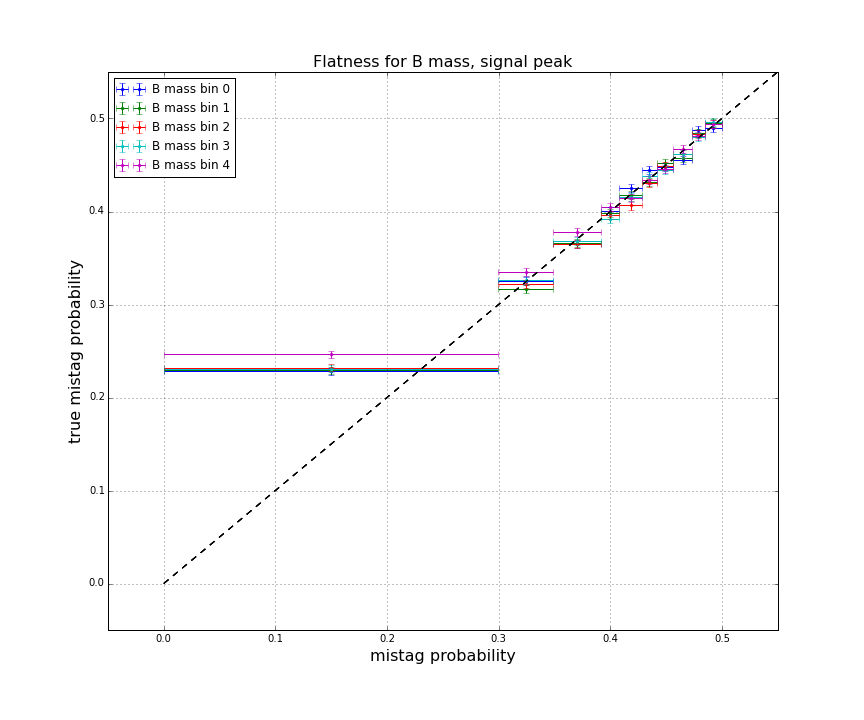 Flatness for B mass, signal peak
B mass bin 0
B mass bin 1
B mass bin 2
B mass bin 3
B mass bin 4
true mistag probability
0.5
0.4
0.3
0.2
0.1
0.0
0.0 0.1 0.2 0.3 0.4 0.5
mistag probability